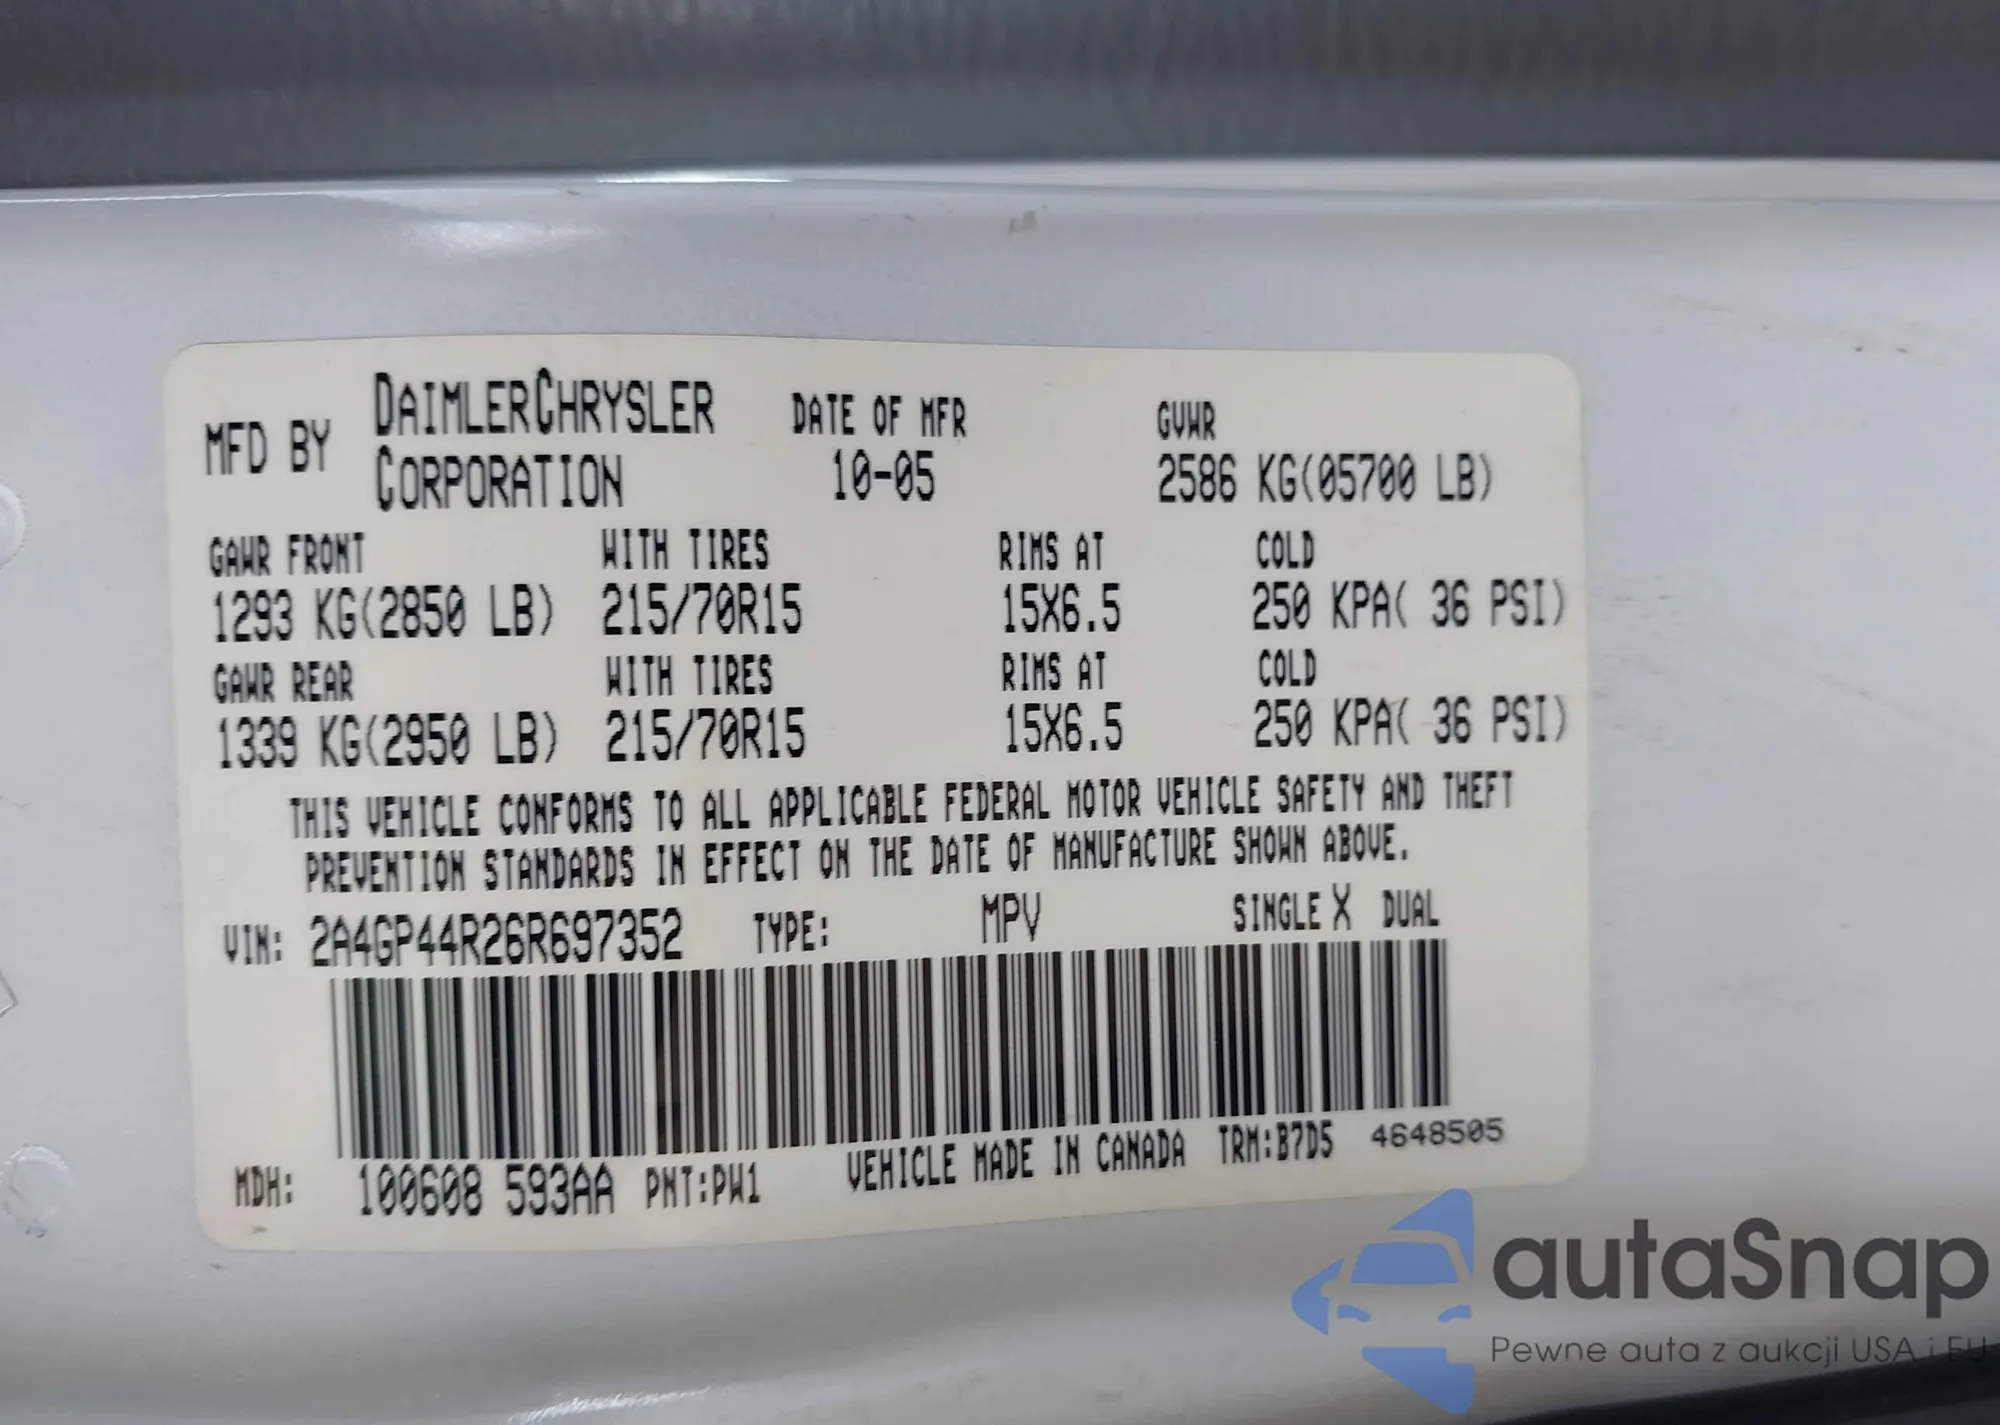 MFD BY DAIMLERCHRYSLER CORPORATION DATE OF MFR 10-05 GVWR 2586 KG(05700 LB)
GAWR FRONT WITH TIRES RIMS AT COLD
1293 KG(2850 LB) 215/70R15 15X6.5 250 KPA( 36 PSI)
GAWR REAR WITH TIRES RIMS AT COLD
1339 KG(2950 LB) 215/70R15 15X6.5 250 KPA( 36 PSI)
THIS VEHICLE CONFORMS TO ALL APPLICABLE FEDERAL MOTOR VEHICLE SAFETY AND THEFT
PREVENTION STANDARDS IN EFFECT ON THE DATE OF MANUFACTURE SHOWN ABOVE.
VIN: 2A4GP44R26R697352 TYPE: MPV SINGLE X DUAL
MDH: 100608 593AA PNT:PW1 VEHICLE MADE IN CANADA TRM:B7D5 4648505
autaSnap
Pewne auta z aukcji USA i EU